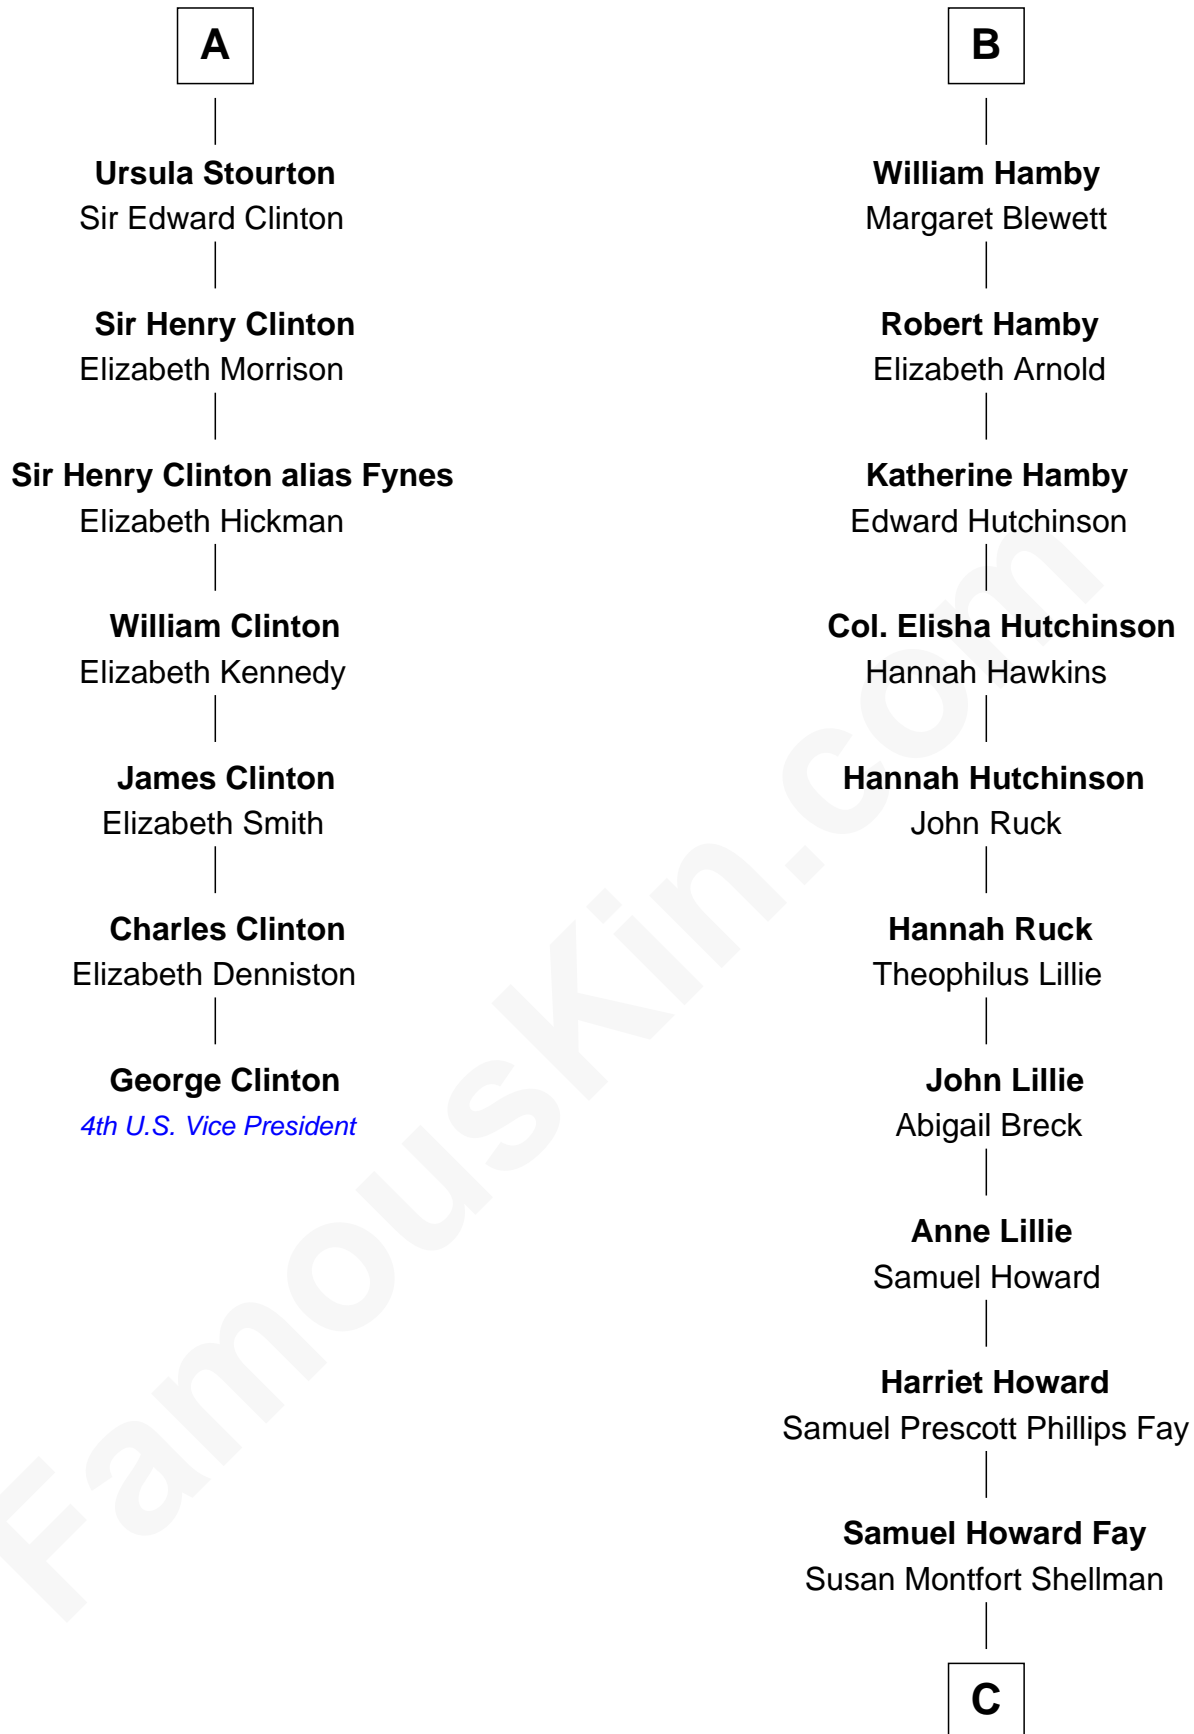 A
Ursula Stourton
Sir Edward Clinton
Sir Henry Clinton
Elizabeth Morrison
Sir Henry Clinton alias Fynes
Elizabeth Hickman
William Clinton
Elizabeth Kennedy
James Clinton
Elizabeth Smith
Charles Clinton
Elizabeth Denniston
George Clinton
4th U.S. Vice President
B
William Hamby
Margaret Blewett
Robert Hamby
Elizabeth Arnold
Katherine Hamby
Edward Hutchinson
Col. Elisha Hutchinson
Hannah Hawkins
Hannah Hutchinson
John Ruck
Hannah Ruck
Theophilus Lillie
John Lillie
Abigail Breck
Anne Lillie
Samuel Howard
Harriet Howard
Samuel Prescott Phillips Fay
Samuel Howard Fay
Susan Montfort Shellman
C
FamousKin.com